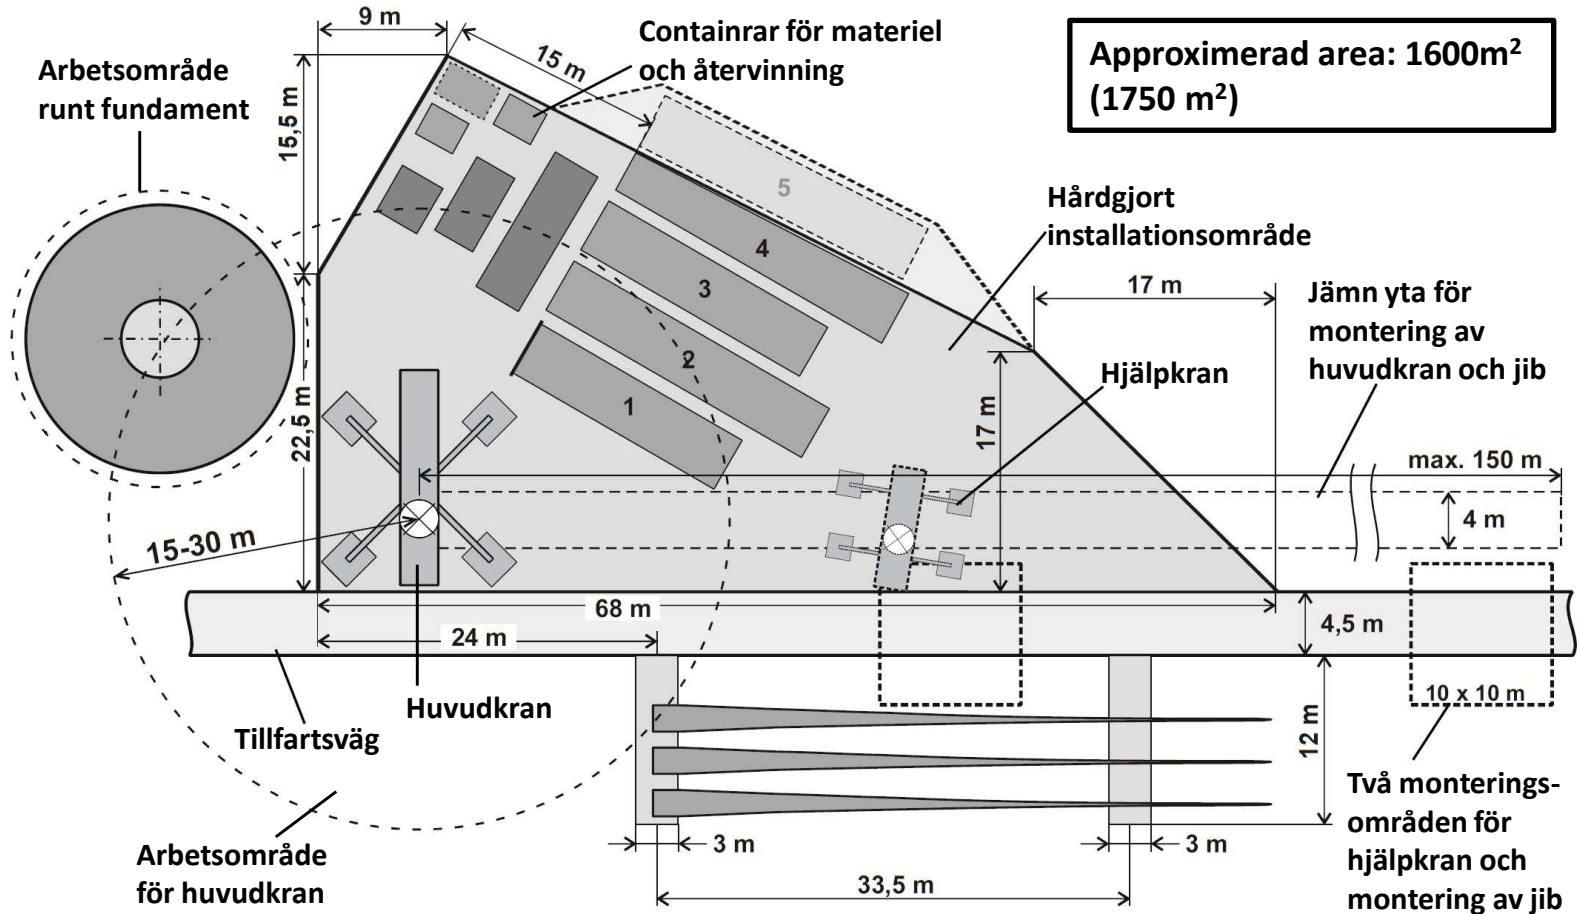 9 m
15 m
Containrar för materiel
och återvinning
Approximerad area: 1600m²
(1750 m²)
Arbetsområde
runt fundament
15,5 m
5
Hårdgjort
installationsområde
4
3
2
1
17 m
Jämn yta för
montering av
huvudkran och jib
Hjälpkran
22,5 m
17 m
max. 150 m
4 m
15-30 m
68 m
24 m
4,5 m
Huvudkran
Tillfartsväg
10 x 10 m
12 m
Två monterings-
områden för
hjälpkran och
montering av jib
Arbetsområde
för huvudkran
3 m
3 m
33,5 m